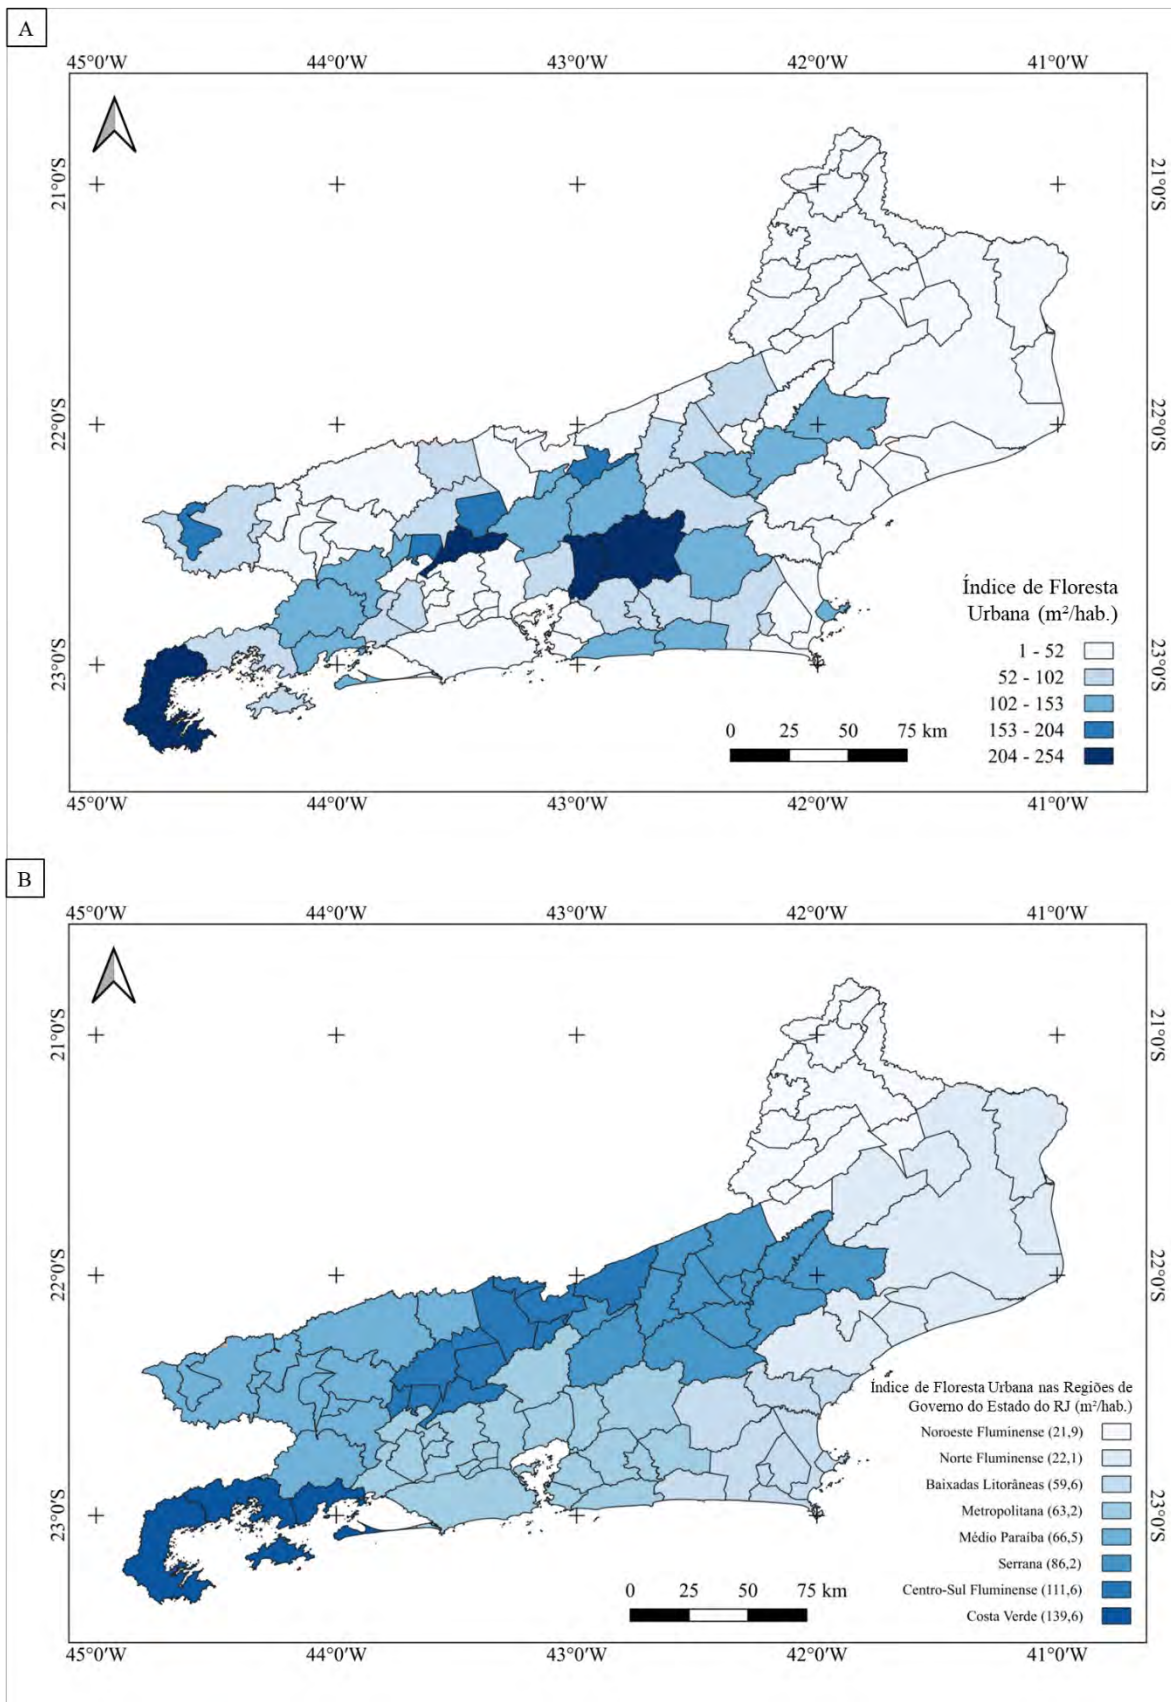 A
45°0'W 44°0'W 43°0'W 42°0'W 41°0'W
21°0'S 21°0'S
22°0'S 22°0'S
23°0'S 23°0'S
Índice de Floresta
Urbana (m²/hab.)
1 - 52
52 - 102
102 - 153
153 - 204
204 - 254
0 25 50 75 km
45°0'W 44°0'W 43°0'W 42°0'W 41°0'W
B
45°0'W 44°0'W 43°0'W 42°0'W 41°0'W
21°0'S 21°0'S
22°0'S 22°0'S
23°0'S 23°0'S
Índice de Floresta Urbana nas Regiões de
Governo do Estado do RJ (m²/hab.)
Noroeste Fluminense (21,9)
Norte Fluminense (22,1)
Baixadas Litorâneas (59,6)
Metropolitana (63,2)
Médio Paraíba (66,5)
Serrana (86,2)
Centro-Sul Fluminense (111,6)
Costa Verde (139,6)
0 25 50 75 km
45°0'W 44°0'W 43°0'W 42°0'W 41°0'W